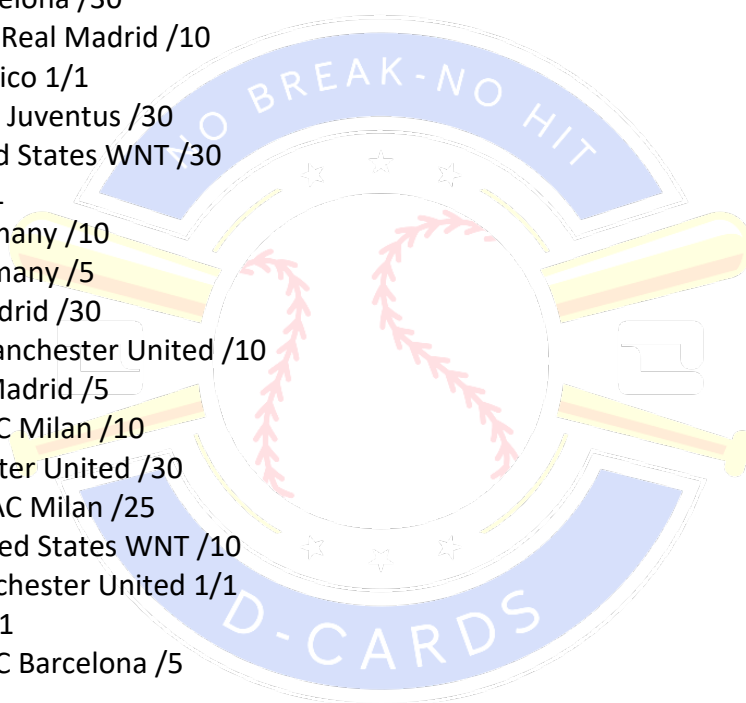 elona /30
Real Madrid /10
ico 1/1
Juventus /30
d States WNT /30
many /10
many /5
drid /30
anchester United /10
Madrid /5
C Milan /10
ter United /30
AC Milan /25
ed States WNT /10
chester United 1/1
1
C Barcelona /5
NO BREAK-NO HIT
D-CARDS